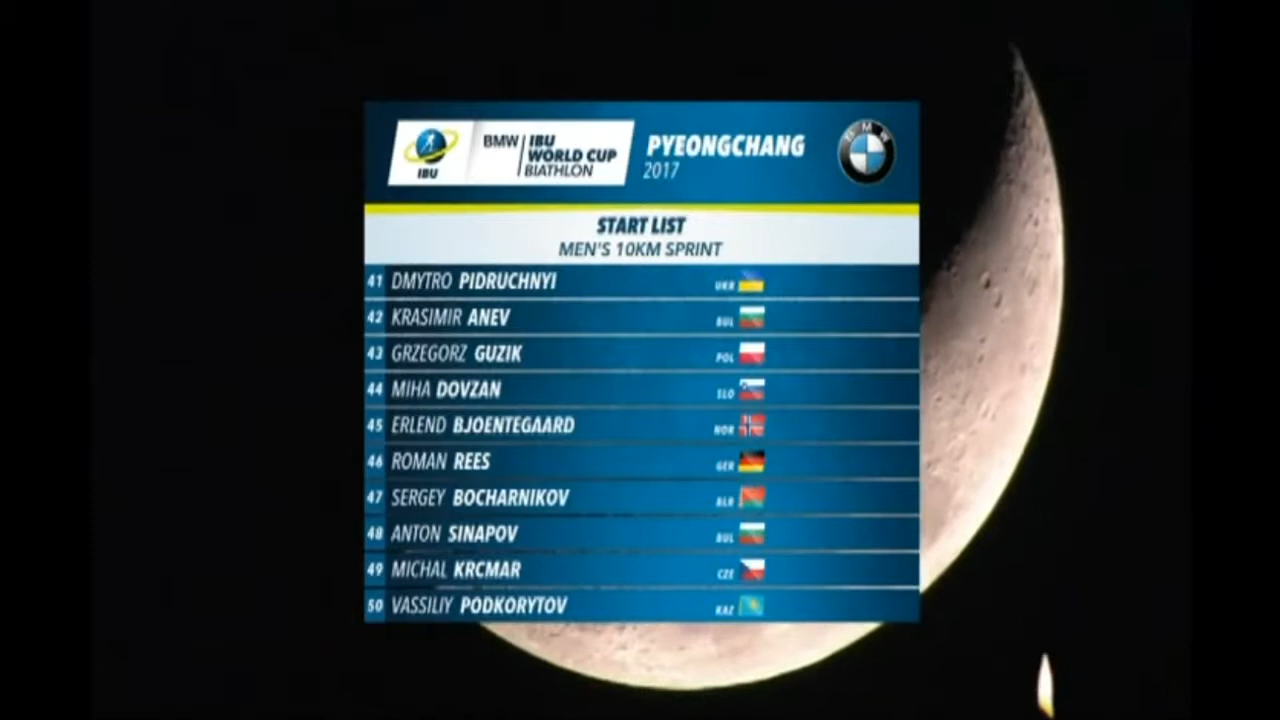 BMW IBU
WORLD CUP
BIATHLON
IBU
PYEONGCHANG
2017
BMW
START LIST
MEN'S 10KM SPRINT
41 DMYTRO PIDRUCHNYI UKR
42 KRASIMIR ANEV BUL
43 GRZEGORZ GUZIK POL
44 MIHA DOVZAN SLO
45 ERLEND BJOENTEGAARD NOR
46 ROMAN REES GER
47 SERGEY BOCHARNIKOV BLR
48 ANTON SINAPOV BUL
49 MICHAL KRCMAR CZE
50 VASSILIY PODKORYTOV KAZ